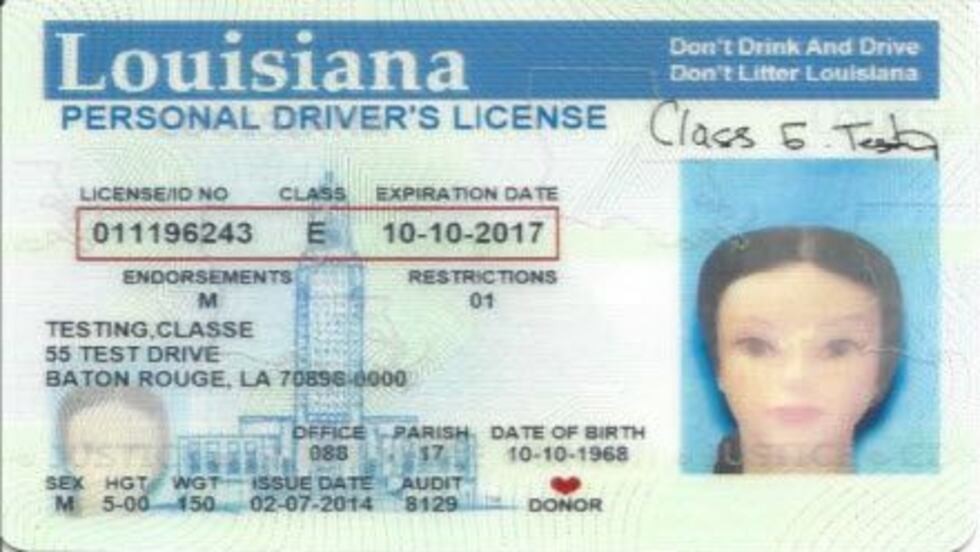 Louisiana
Don't Drink And Drive
Don't Litter Louisiana
PERSONAL DRIVER'S LICENSE
Class E. Testing
LICENSE/ID NO CLASS EXPIRATION DATE
011196243 E 10-10-2017
ENDORSEMENTS RESTRICTIONS
M 01
TESTING,CLASSE
55 TEST DRIVE
BATON ROUGE, LA 70898-0000
OFFICE PARISH DATE OF BIRTH
088 17 10-10-1968
SEX HGT WGT ISSUE DATE AUDIT
M 5-00 150 02-07-2014 8129
DONOR